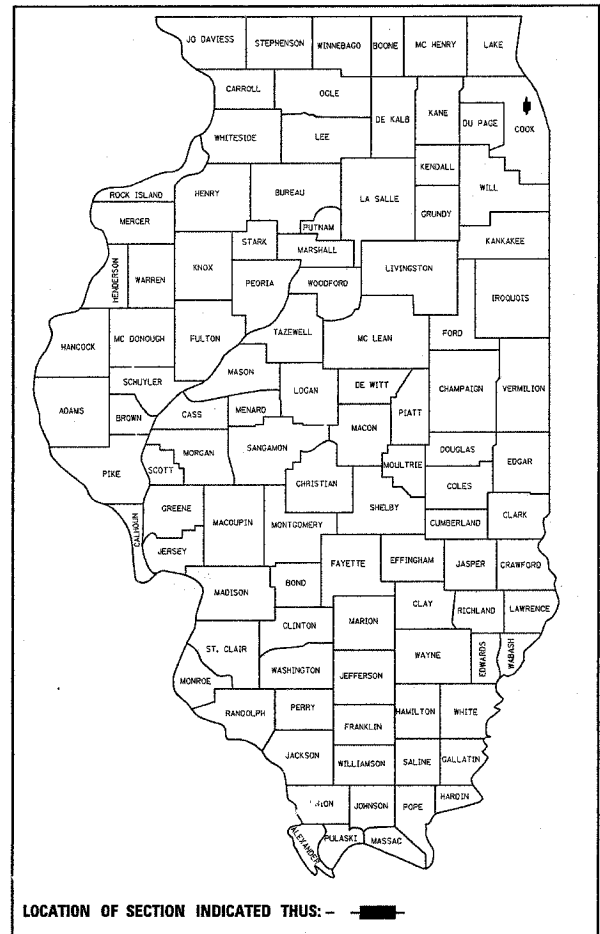 JO DAVIESS
STEPHENSON
WINNEBAGO
BOONE
MC HENRY
LAKE
CARROLL
OGLE
DE KALB
KANE
DU PAGE
COOK
WHITESIDE
LEE
KENDALL
WILL
ROCK ISLAND
HENRY
BUREAU
LA SALLE
GRUNDY
MERCER
PUTNAM
KANKAKEE
STARK
MARSHALL
HENDERSON
WARREN
KNOX
PEORIA
WOODFORD
LIVINGSTON
IROQUOIS
HANCOCK
MC DONOUGH
FULTON
TAZEWELL
MC LEAN
FORD
SCHUYLER
MASON
LOGAN
DE WITT
CHAMPAIGN
VERMILION
ADAMS
BROWN
CASS
MENARD
PIATT
MACON
PIKE
SCOTT
MORGAN
SANGAMON
MOULTRIE
DOUGLAS
EDGAR
CHRISTIAN
COLES
CALHOUN
GREENE
MACOUPIN
MONTGOMERY
SHELBY
CUMBERLAND
CLARK
JERSEY
FAYETTE
EFFINGHAM
JASPER
CRAWFORD
MADISON
BOND
CLAY
RICHLAND
LAWRENCE
CLINTON
MARION
ST. CLAIR
WAYNE
EDWARDS
WABASH
WASHINGTON
JEFFERSON
MONROE
RANDOLPH
PERRY
HAMILTON
WHITE
FRANKLIN
JACKSON
WILLIAMSON
SALINE
GALLATIN
JOHNSON
POPE
HARDIN
ALEXANDER
PULASKI
MASSAC
LOCATION OF SECTION INDICATED THUS: -